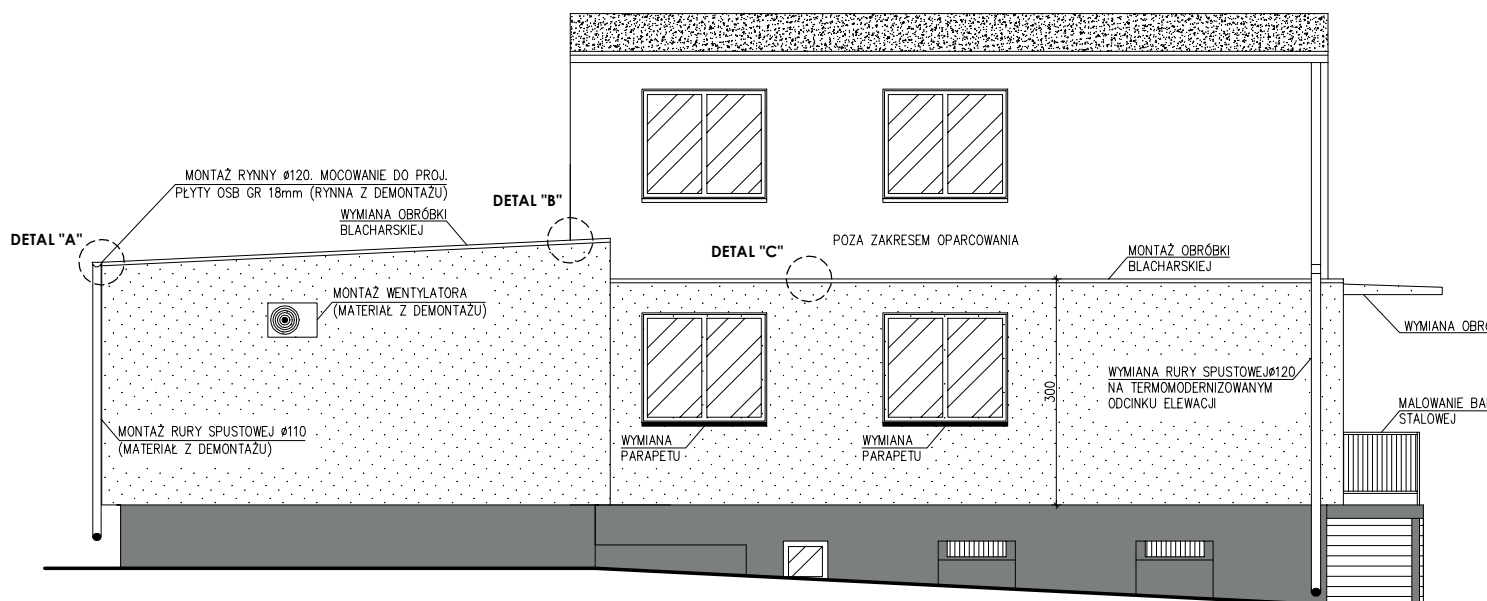 MONTAŻ RYNNY ø120. MOCOWANIE DO PROJ.
PŁYTY OSB GR 18mm (RYNNA Z DEMONTAŻU)
DETAL "B"
WYMIANA OBRÓBKI
BLACHARSKIEJ
DETAL "A"
DETAL "C"
POZA ZAKRESEM OPARCOWANIA
MONTAŻ OBRÓBKI
BLACHARSKIEJ
MONTAŻ WENTYLATORA
(MATERIAŁ Z DEMONTAŻU)
WYMIANA
300
WYMIANA RURY SPUSTOWEJø120
NA TERMOMODERNIZOWANYM
ODCINKU ELEWACJI
MALOWANIE
STALOWEJ
MONTAŻ RURY SPUSTOWEJ ø110
(MATERIAŁ Z DEMONTAŻU)
WYMIANA
PARAPETU
WYMIANA
PARAPETU